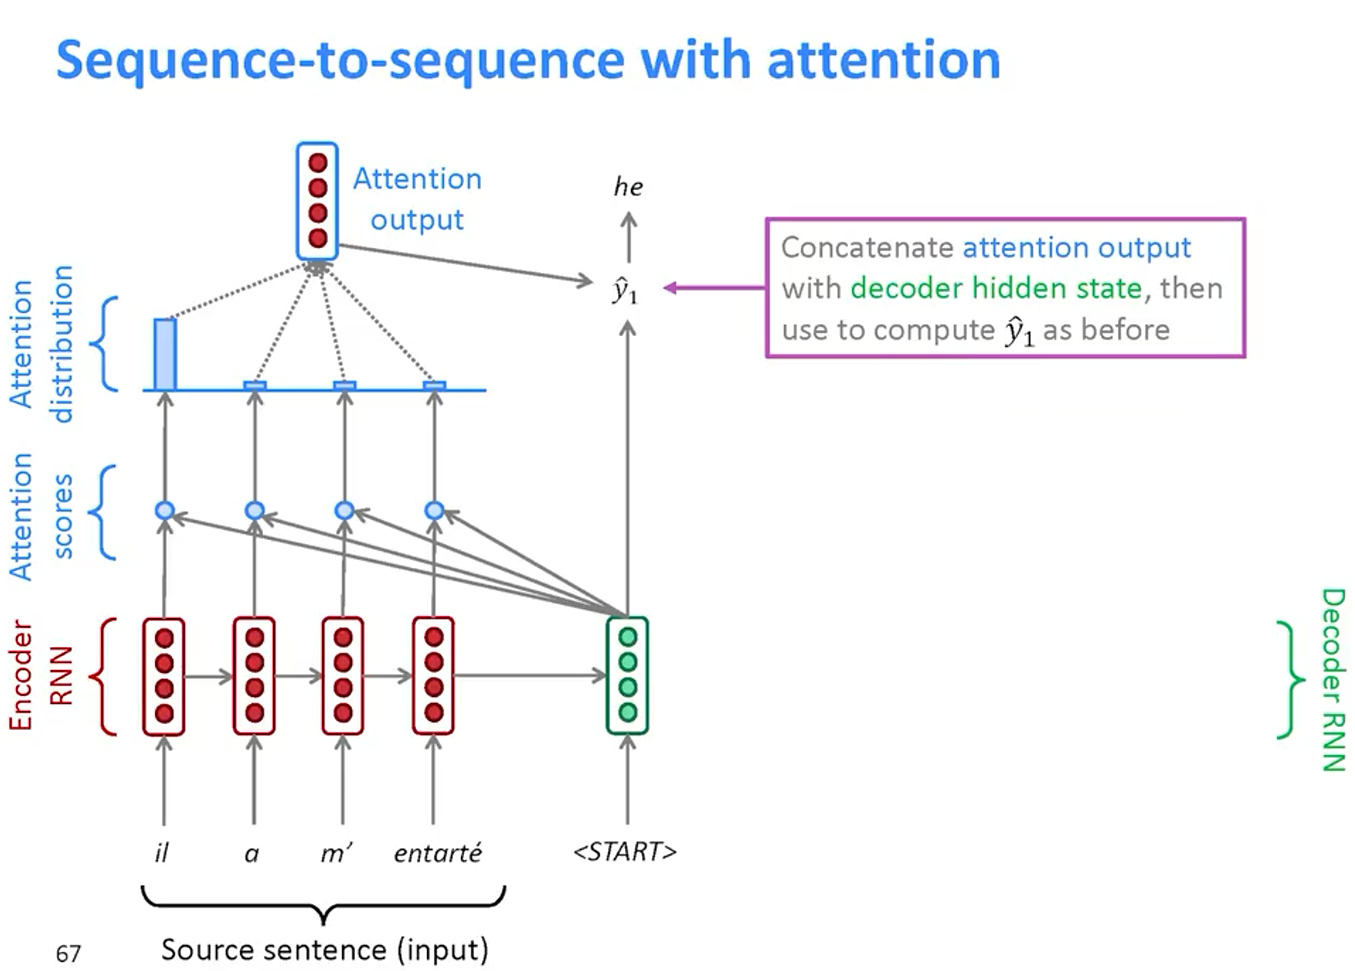 Sequence-to-sequence with attention
Attention
output
he
ŷ₁
Concatenate attention output
with decoder hidden state, then
use to compute ŷ₁ as before
Attention
distribution
Attention
scores
Encoder
RNN
Decoder RNN
il a m’ entarté <START>
Source sentence (input)
67